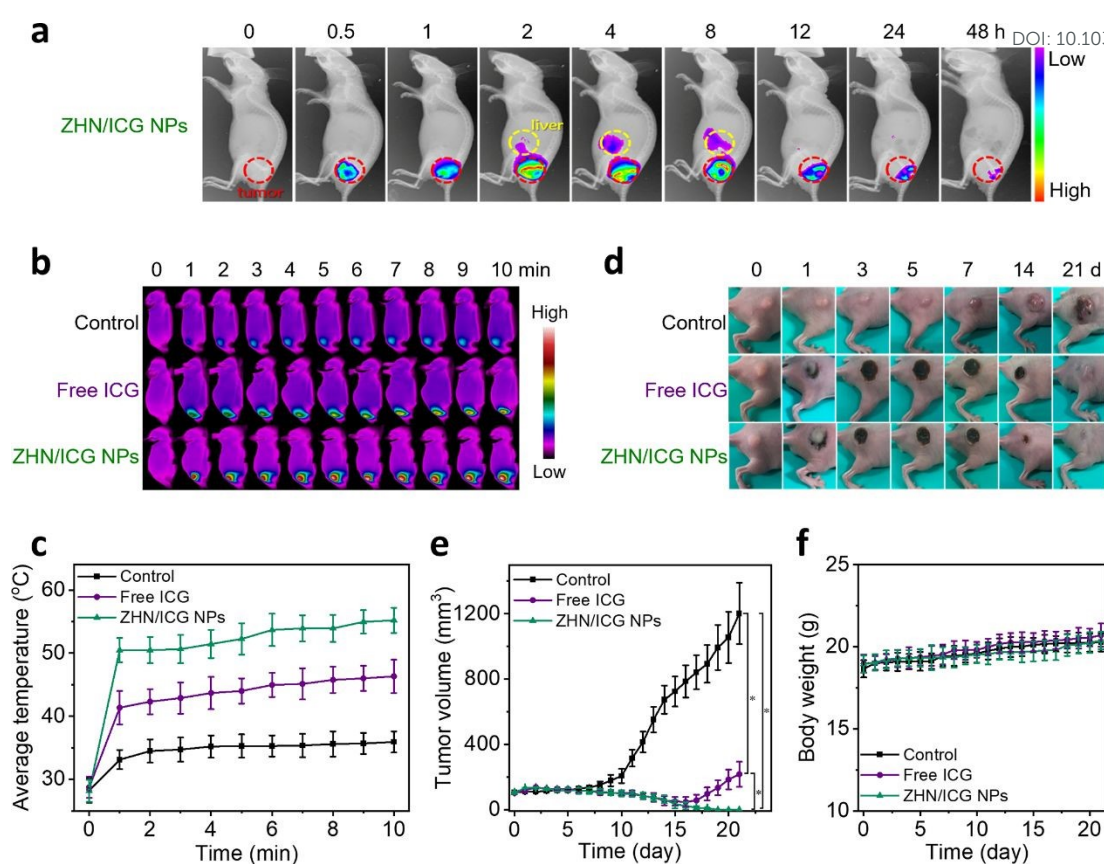 a
0 0.5 1 2 4 8 12 24 48 h
DOI: 10.103
ZHN/ICG NPs
Low
High
liver
tumor
b
0 1 2 3 4 5 6 7 8 9 10 min
Control
Free ICG
ZHN/ICG NPs
High
Low
d
0 1 3 5 7 14 21 d
Control
Free ICG
ZHN/ICG NPs
c
Control
Free ICG
ZHN/ICG NPs
Average temperature (ºC)
60
50
40
30
0 2 4 6 8 10
Time (min)
e
Control
Free ICG
ZHN/ICG NPs
Tumor volume (mm³)
1200
800
400
0
0 5 10 15 20
Time (day)
* * *
f
Body weight (g)
25
20
15
10
Control
Free ICG
ZHN/ICG NPs
0 5 10 15 20
Time (day)